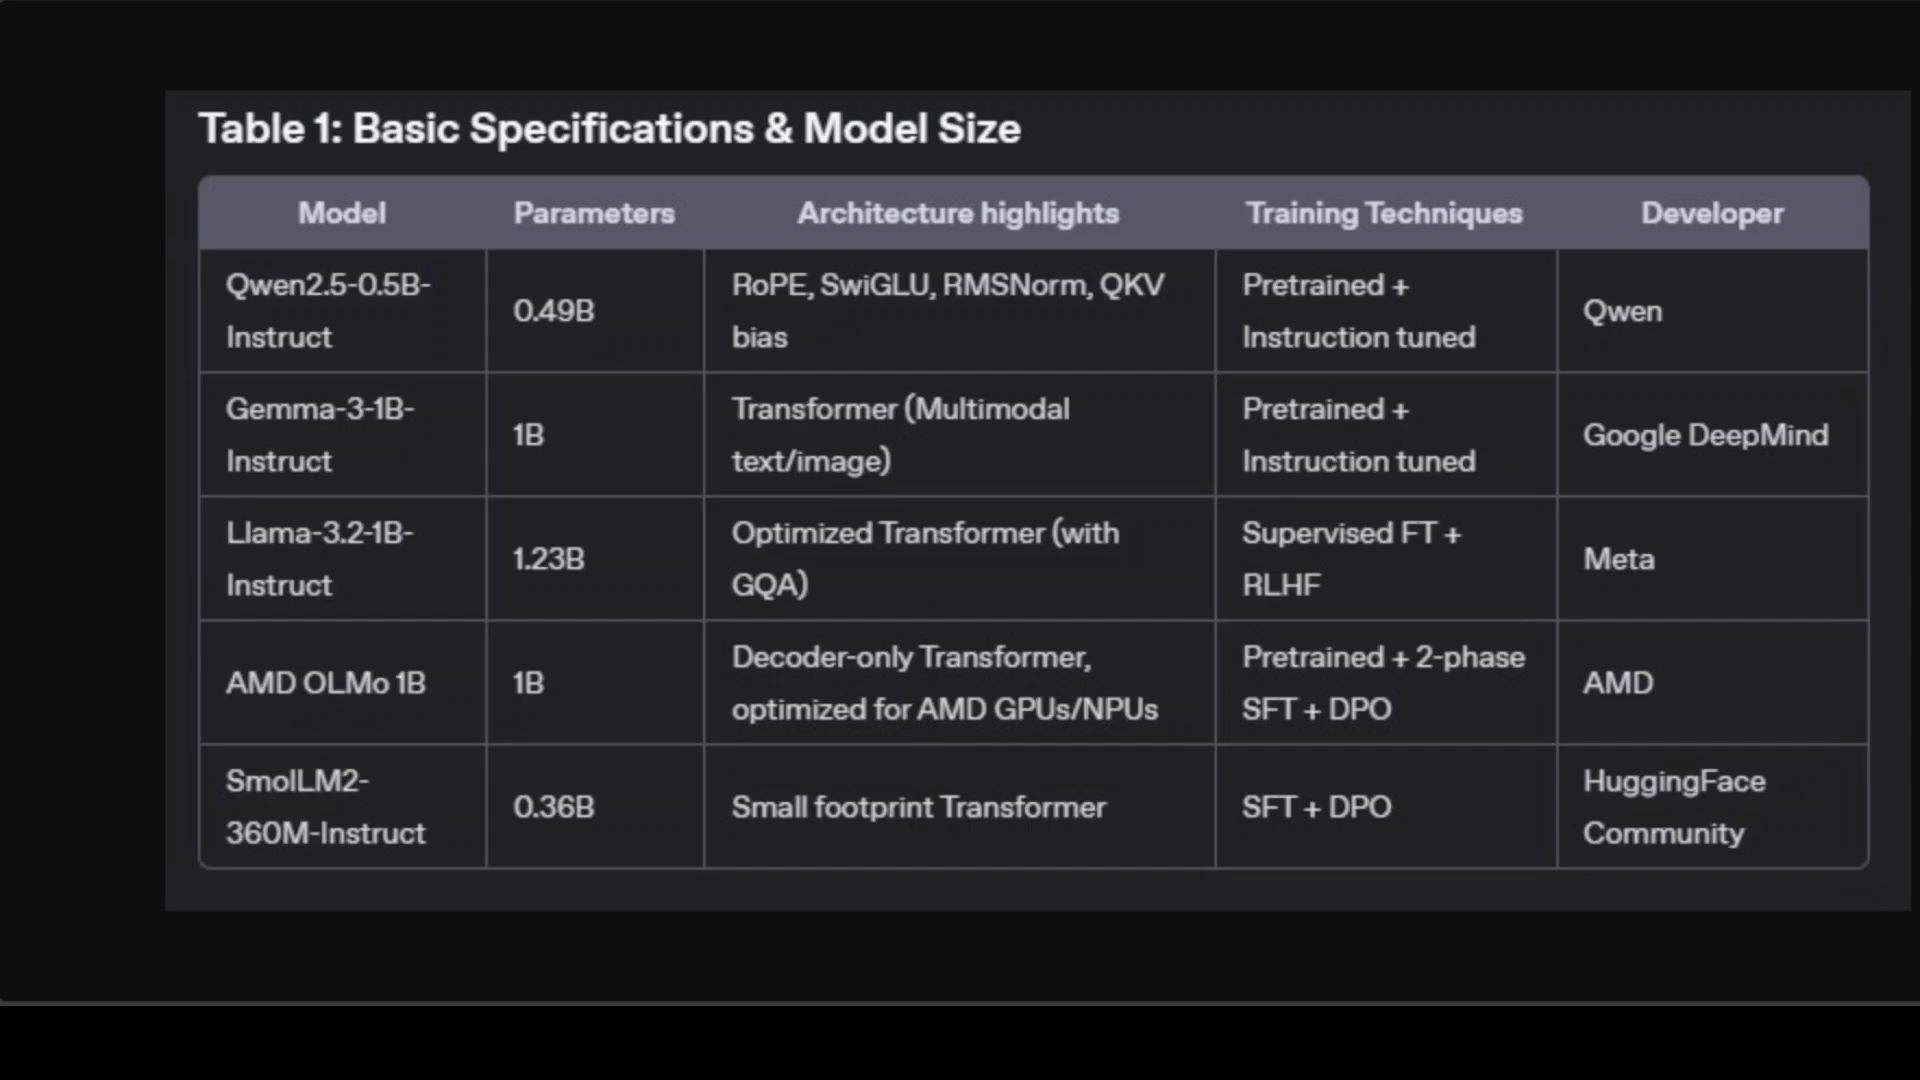 Table 1: Basic Specifications & Model Size
Model Parameters Architecture highlights Training Techniques Developer
Qwen2.5-0.5B-
Instruct
0.49B
RoPE, SwiGLU, RMSNorm, QKV
bias
Pretrained +
Instruction tuned
Qwen
Gemma-3-1B-
Instruct
1B
Transformer (Multimodal
text/image)
Pretrained +
Instruction tuned
Google DeepMind
Llama-3.2-1B-
Instruct
1.23B
Optimized Transformer (with
GQA)
Supervised FT +
RLHF
Meta
AMD OLMo 1B
1B
Decoder-only Transformer,
optimized for AMD GPUs/NPUs
Pretrained + 2-phase
SFT + DPO
AMD
SmolLM2-
360M-Instruct
0.36B
Small footprint Transformer
SFT + DPO
HuggingFace
Community